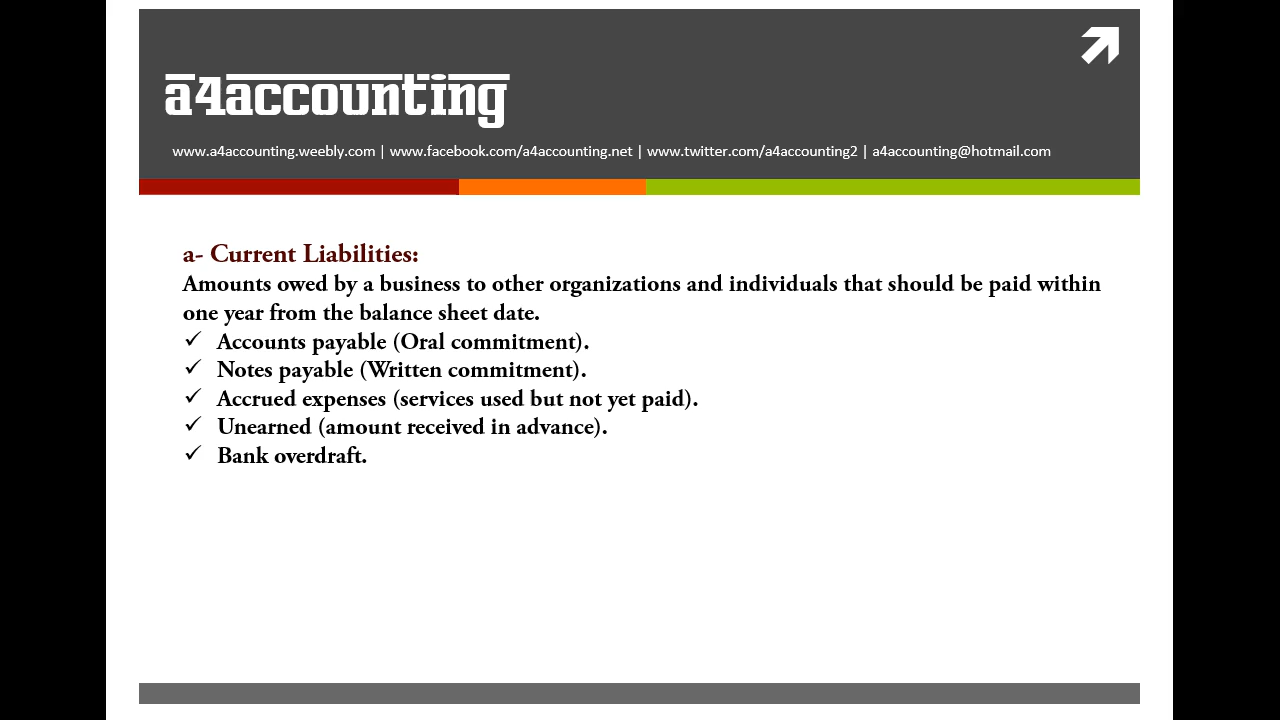 a4accounting
www.a4accounting.weebly.com | www.facebook.com/a4accounting.net | www.twitter.com/a4accounting2 | a4accounting@hotmail.com
a- Current Liabilities:
Amounts owed by a business to other organizations and individuals that should be paid within
one year from the balance sheet date.
✓ Accounts payable (Oral commitment).
✓ Notes payable (Written commitment).
✓ Accrued expenses (services used but not yet paid).
✓ Unearned (amount received in advance).
✓ Bank overdraft.